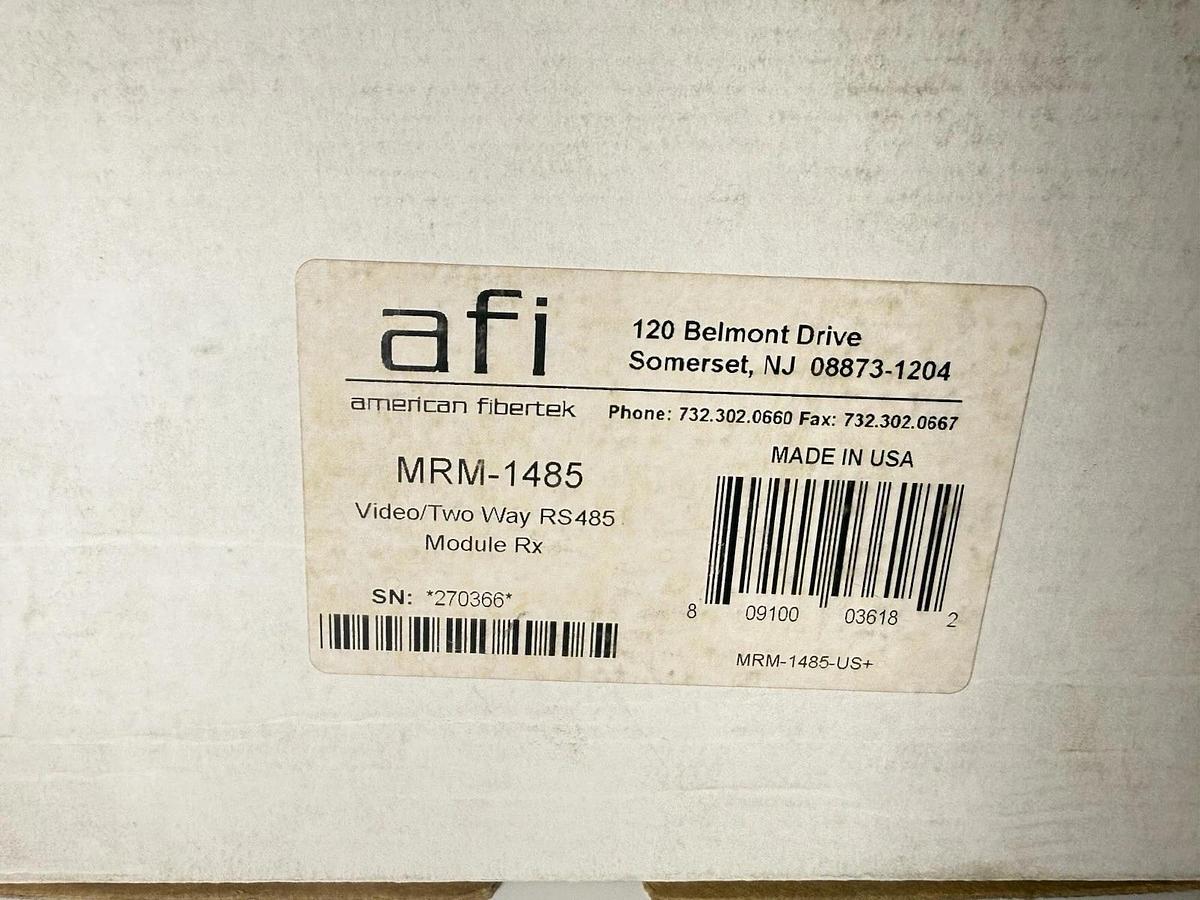 afi
120 Belmont Drive
Somerset, NJ 08873-1204
american fibertek
Phone: 732.302.0660 Fax: 732.302.0667
MADE IN USA
MRM-1485
Video/Two Way RS485
Module Rx
SN: *270366*
8 09100 03618 2
MRM-1485-US+